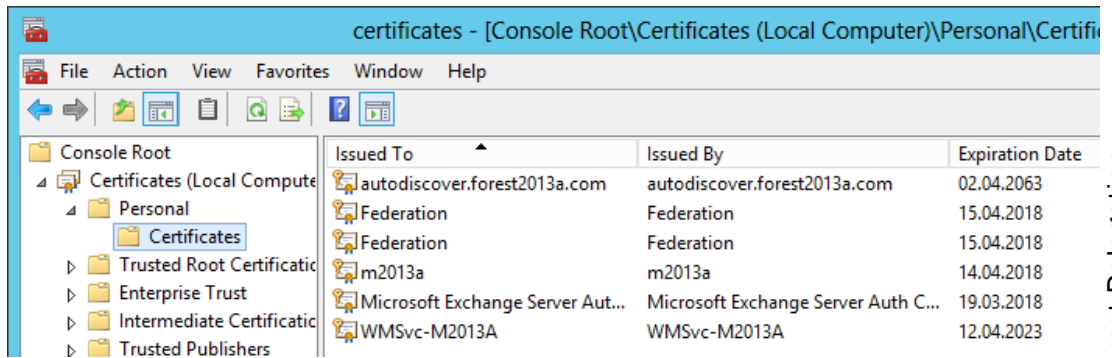 certificates - [Console Root\Certificates (Local Computer)\Personal\Certific
File Action View Favorites Window Help
Console Root
Certificates (Local Compute
Personal
Certificates
Trusted Root Certificatic
Enterprise Trust
Intermediate Certificatic
Trusted Publishers
Issued To Issued By Expiration Date
autodiscover.forest2013a.com autodiscover.forest2013a.com 02.04.2063
Federation Federation 15.04.2018
Federation Federation 15.04.2018
m2013a m2013a 14.04.2018
Microsoft Exchange Server Aut... Microsoft Exchange Server Auth C... 19.03.2018
WMSvc-M2013A WMSvc-M2013A 12.04.2023